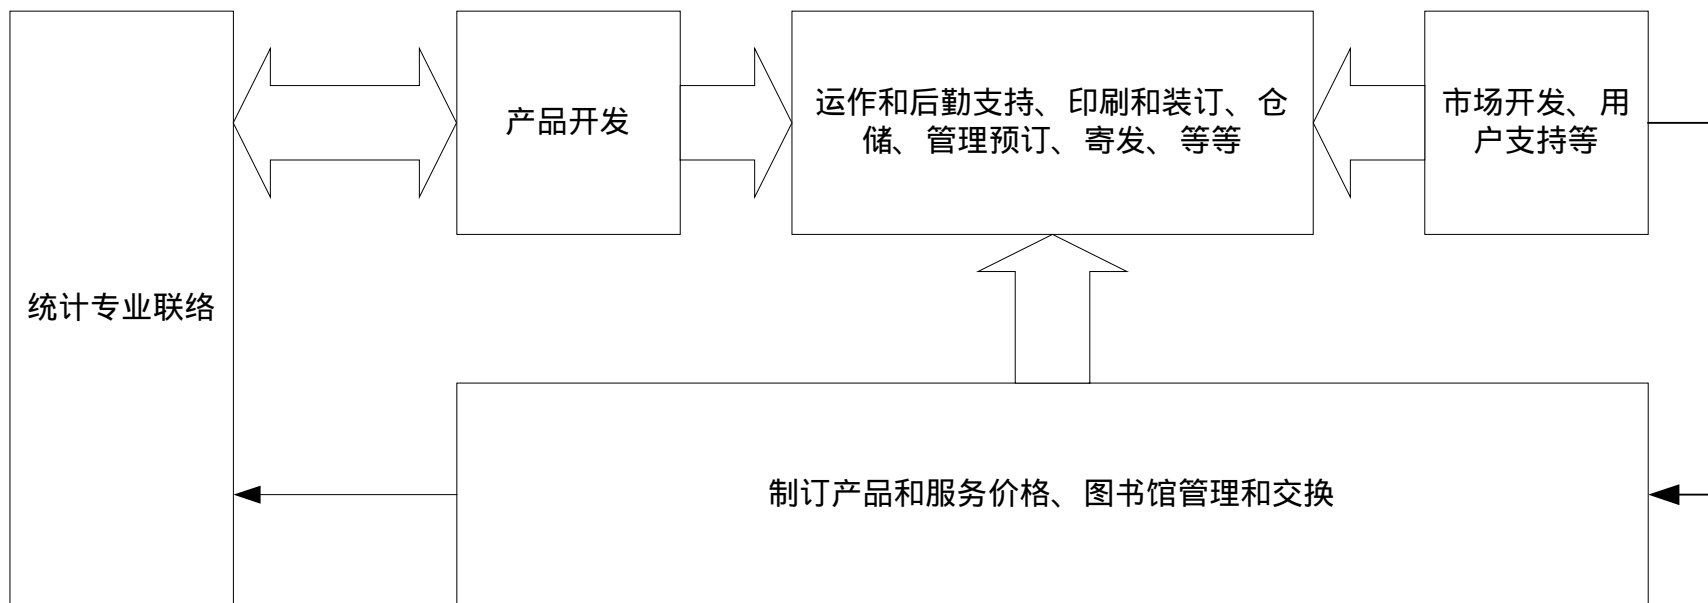 产品开发
运作和后勤支持、印刷和装订、仓
储、管理预订、寄发、等等
市场开发、用
户支持等
统计专业联络
制订产品和服务价格、图书馆管理和交换